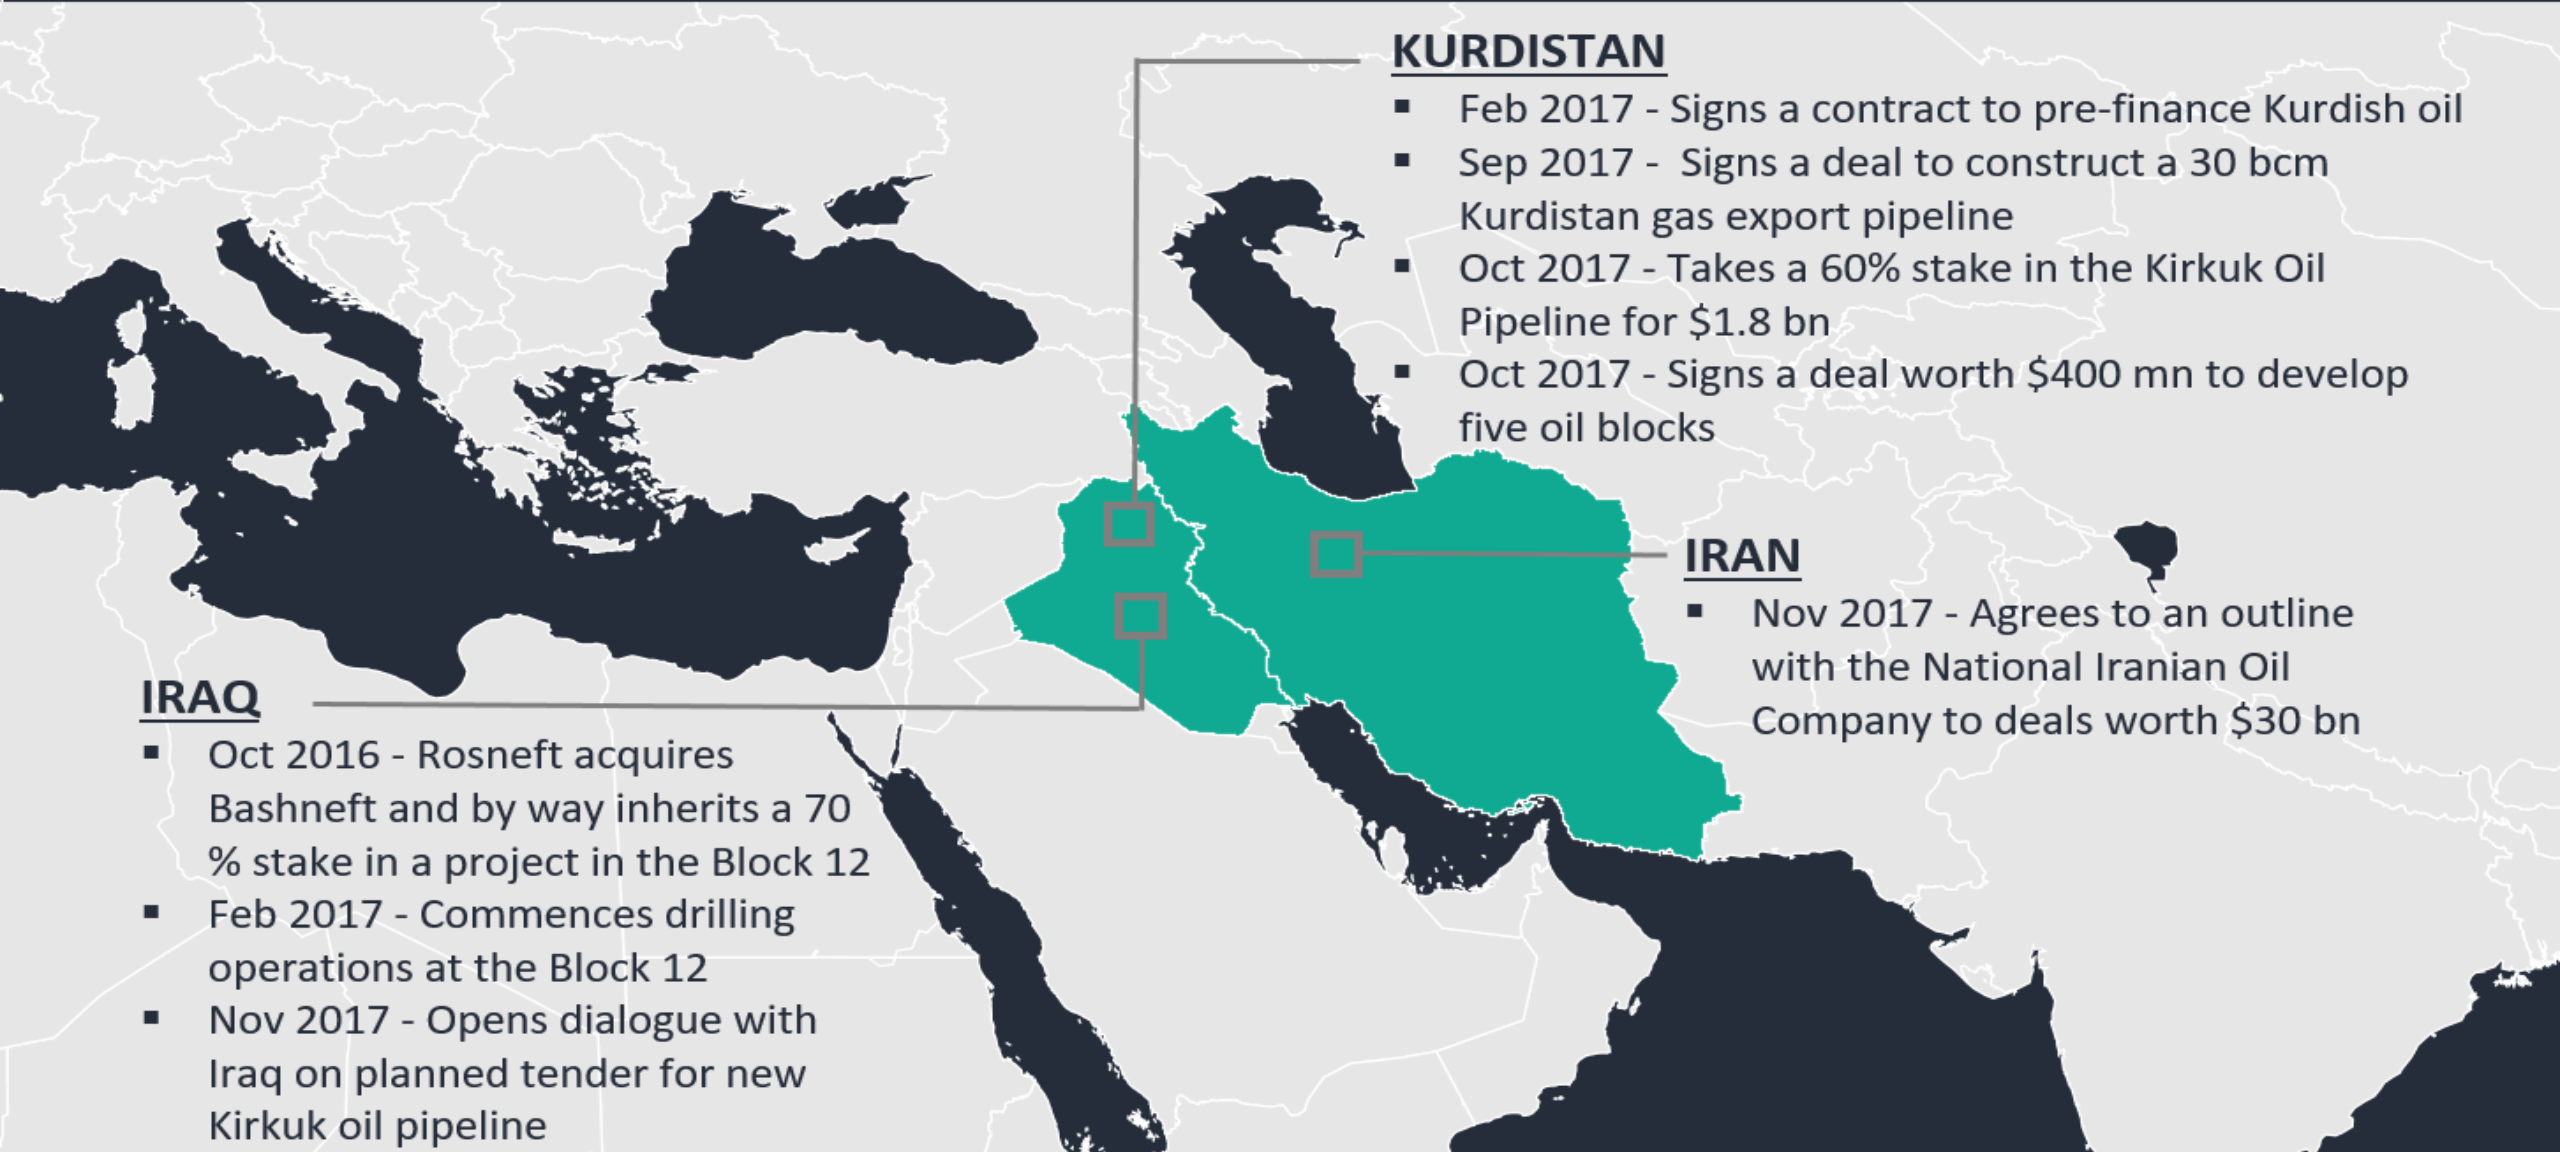 KURDISTAN
▪ Feb 2017 - Signs a contract to pre-finance Kurdish oil
▪ Sep 2017 - Signs a deal to construct a 30 bcm
Kurdistan gas export pipeline
▪ Oct 2017 - Takes a 60% stake in the Kirkuk Oil
Pipeline for $1.8 bn
▪ Oct 2017 - Signs a deal worth $400 mn to develop
five oil blocks
IRAN
▪ Nov 2017 - Agrees to an outline
with the National Iranian Oil
Company to deals worth $30 bn
IRAQ
▪ Oct 2016 - Rosneft acquires
Bashneft and by way inherits a 70
% stake in a project in the Block 12
▪ Feb 2017 - Commences drilling
operations at the Block 12
▪ Nov 2017 - Opens dialogue with
Iraq on planned tender for new
Kirkuk oil pipeline